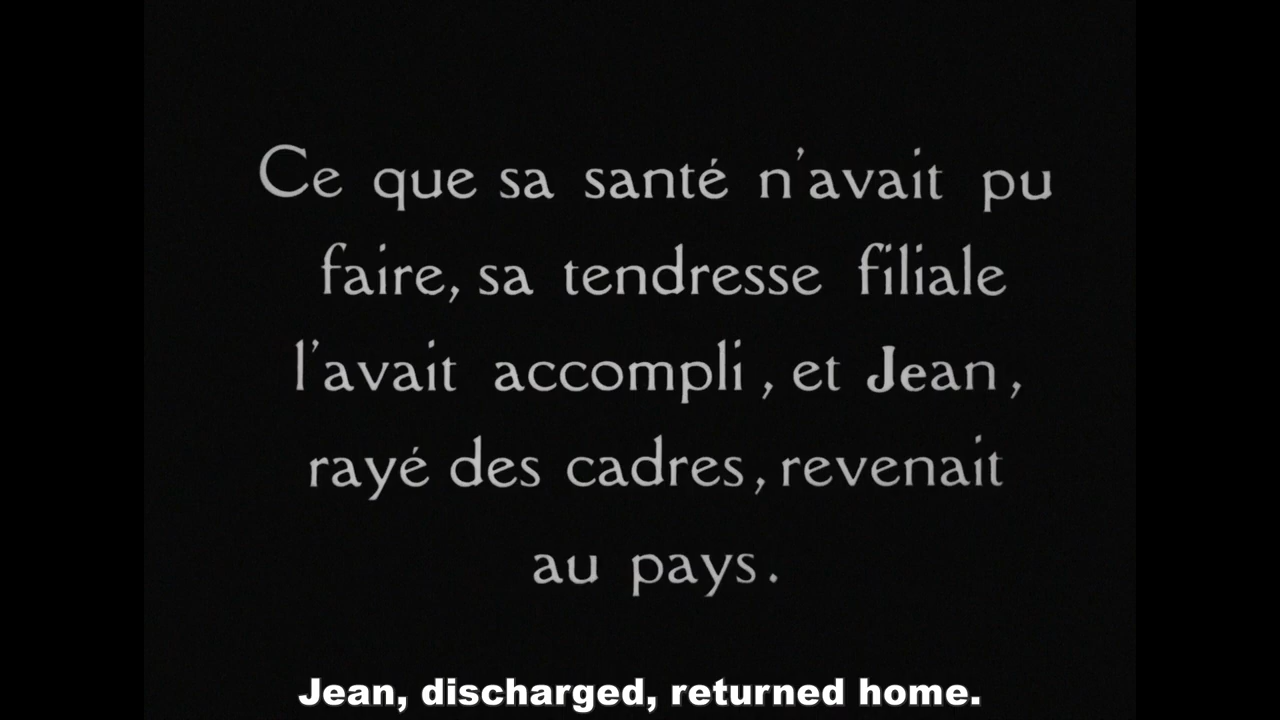 Ce que sa santé n'avait pu
faire, sa tendresse filiale
l'avait accompli, et Jean,
rayé des cadres, revenait
au pays.
Jean, discharged, returned home.